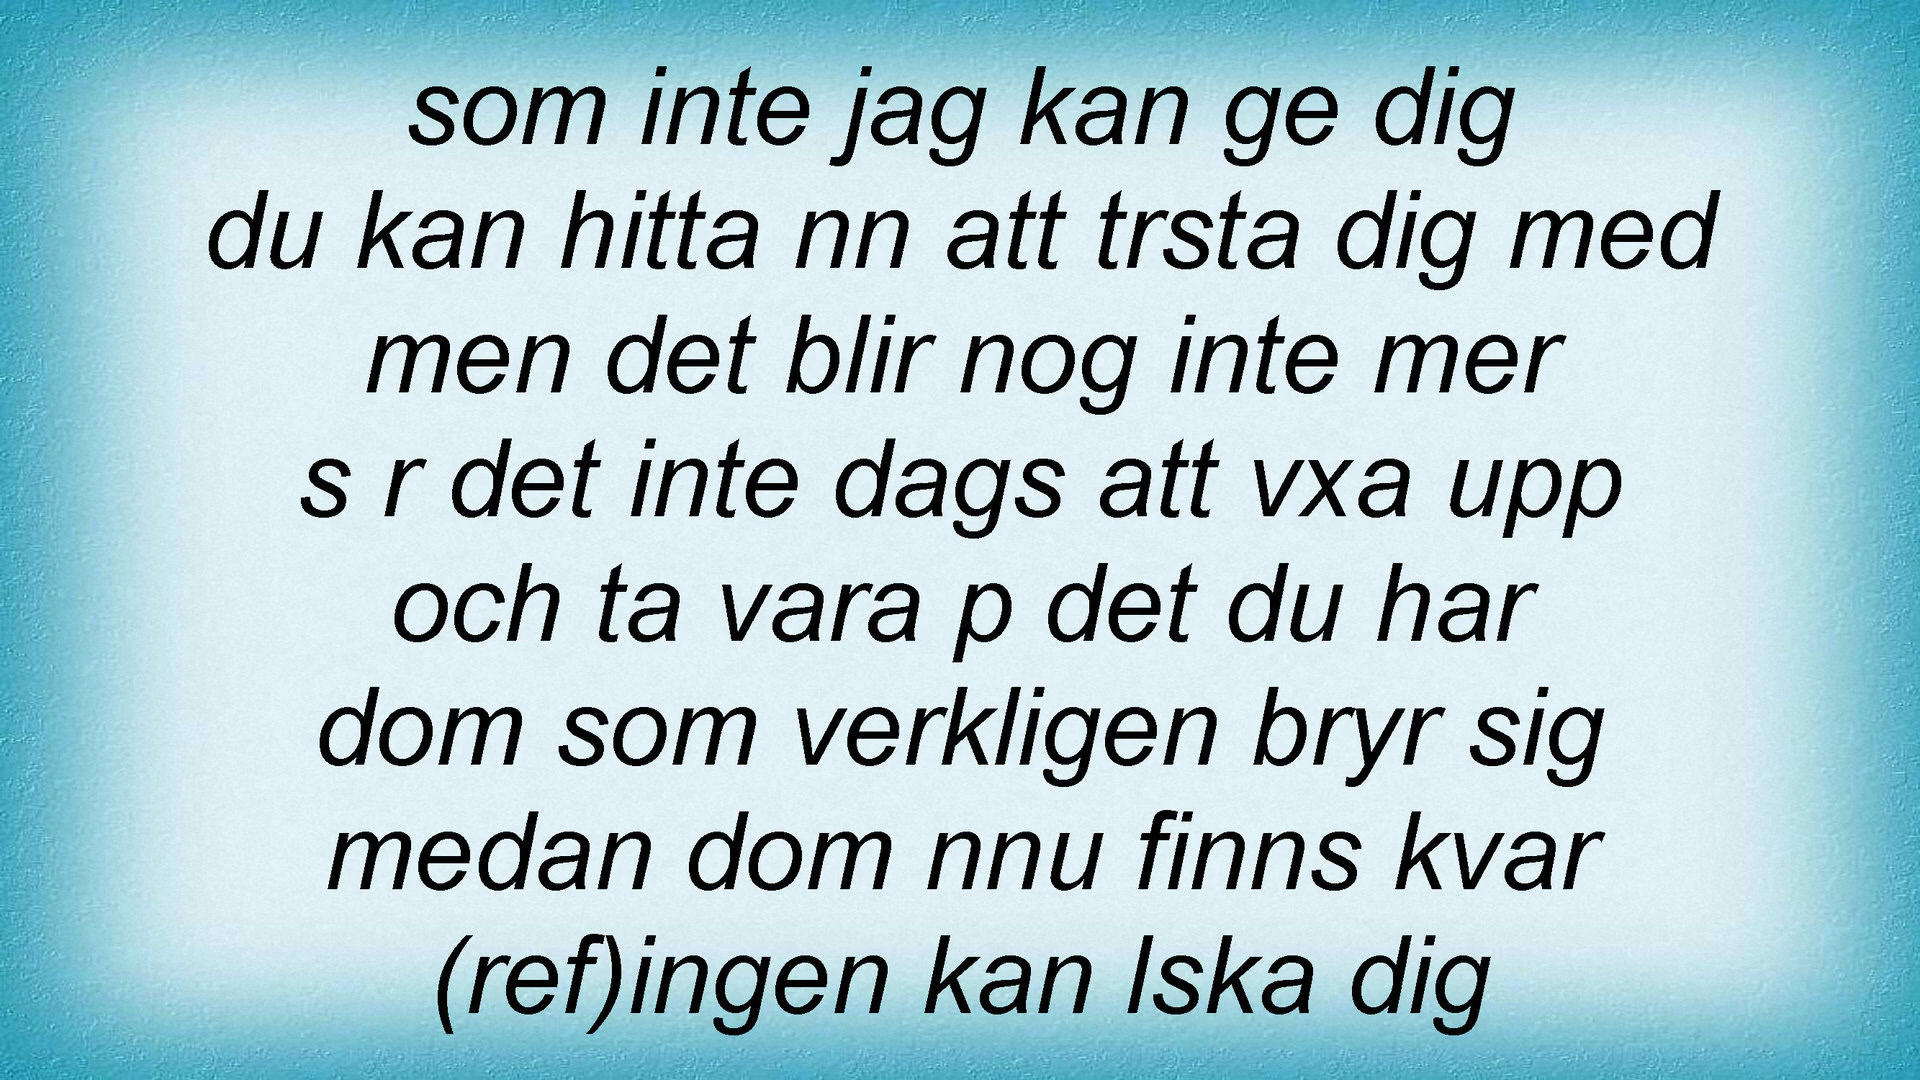 som inte jag kan ge dig
du kan hitta nn att trsta dig med
men det blir nog inte mer
s r det inte dags att vxa upp
och ta vara p det du har
dom som verkligen bryr sig
medan dom nnu finns kvar
(ref)ingen kan lska dig